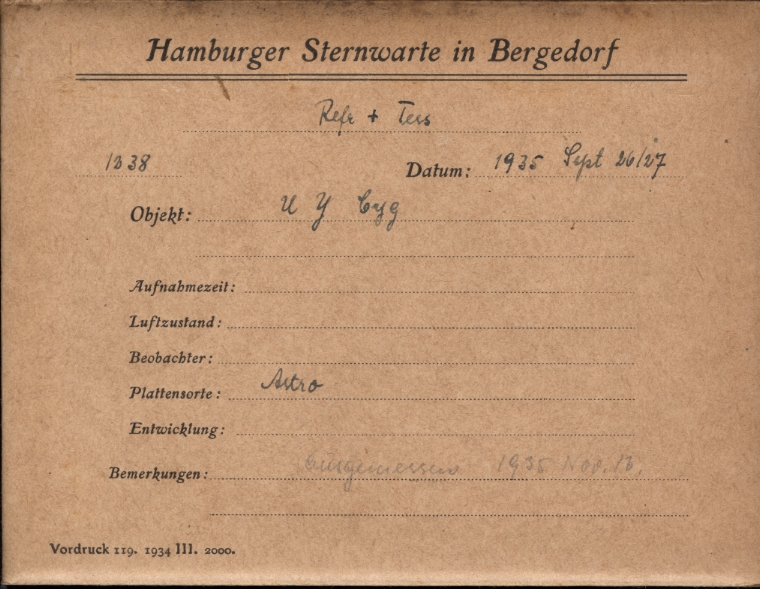 Hamburger Sternwarte in Bergedorf
Refr + Tess
1338 Datum: 1935 Sept 26/27
Objekt: U Y Cyg
Aufnahmezeit:
Luftzustand:
Beobachter:
Plattensorte: Astro
Entwicklung:
Bemerkungen: Ausgemessen 1935 Nov. 13.
Vordruck 119. 1934 III. 2000.